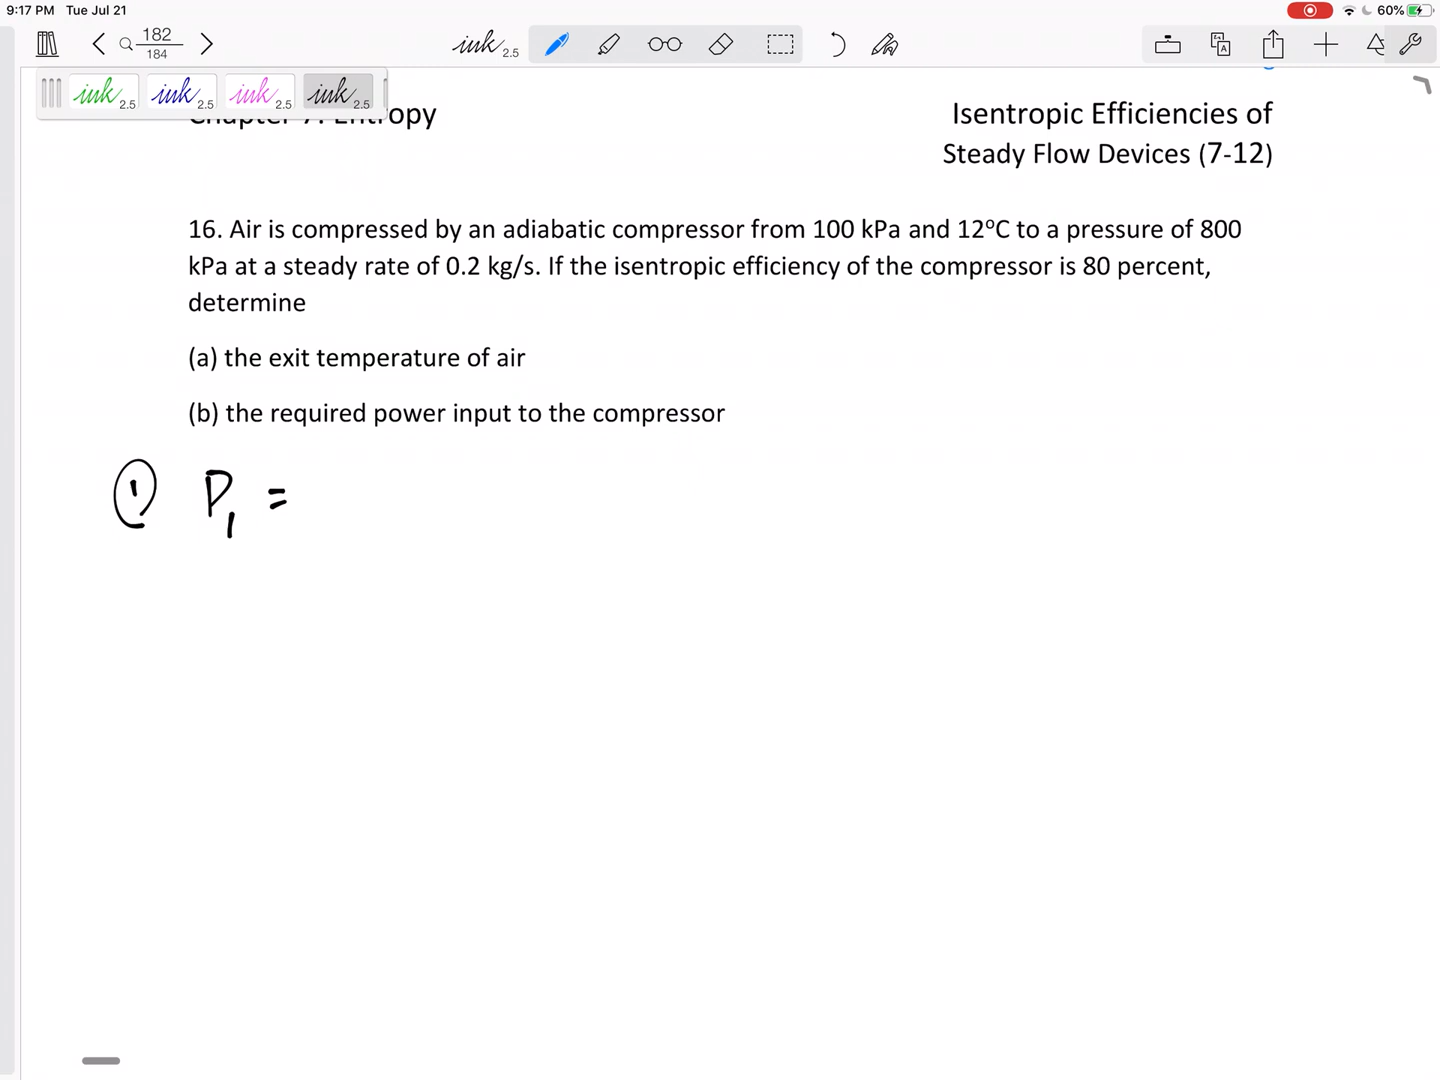 9:17 PM Tue Jul 21
60%
182
184
ink 2.5
ink 2.5 ink 2.5 ink 2.5 ink 2.5
Chapter 7: Entropy
Isentropic Efficiencies of
Steady Flow Devices (7-12)
16. Air is compressed by an adiabatic compressor from 100 kPa and 12°C to a pressure of 800
kPa at a steady rate of 0.2 kg/s. If the isentropic efficiency of the compressor is 80 percent,
determine
(a) the exit temperature of air
(b) the required power input to the compressor
① P₁ =